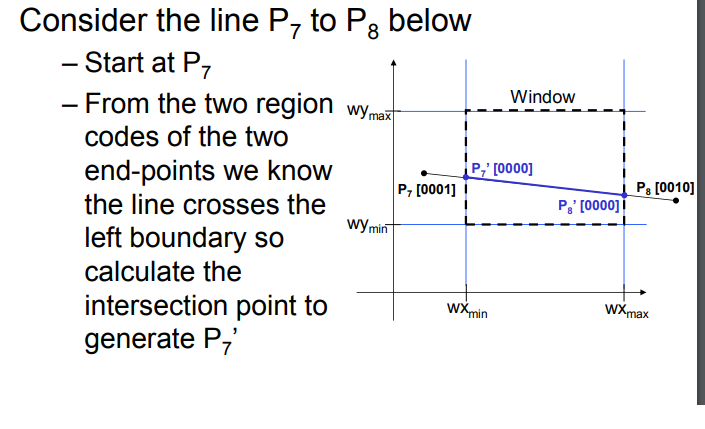 Consider the line P₇ to P₈ below
– Start at P₇
– From the two region
codes of the two
end-points we know
the line crosses the
left boundary so
calculate the
intersection point to
generate P₇’
Window
wyₘₐₓ
P₇’ [0000]
P₇ [0001]
P₈ [0010]
P₈’ [0000]
wyₘᵢₙ
wxₘᵢₙ
wxₘₐₓ